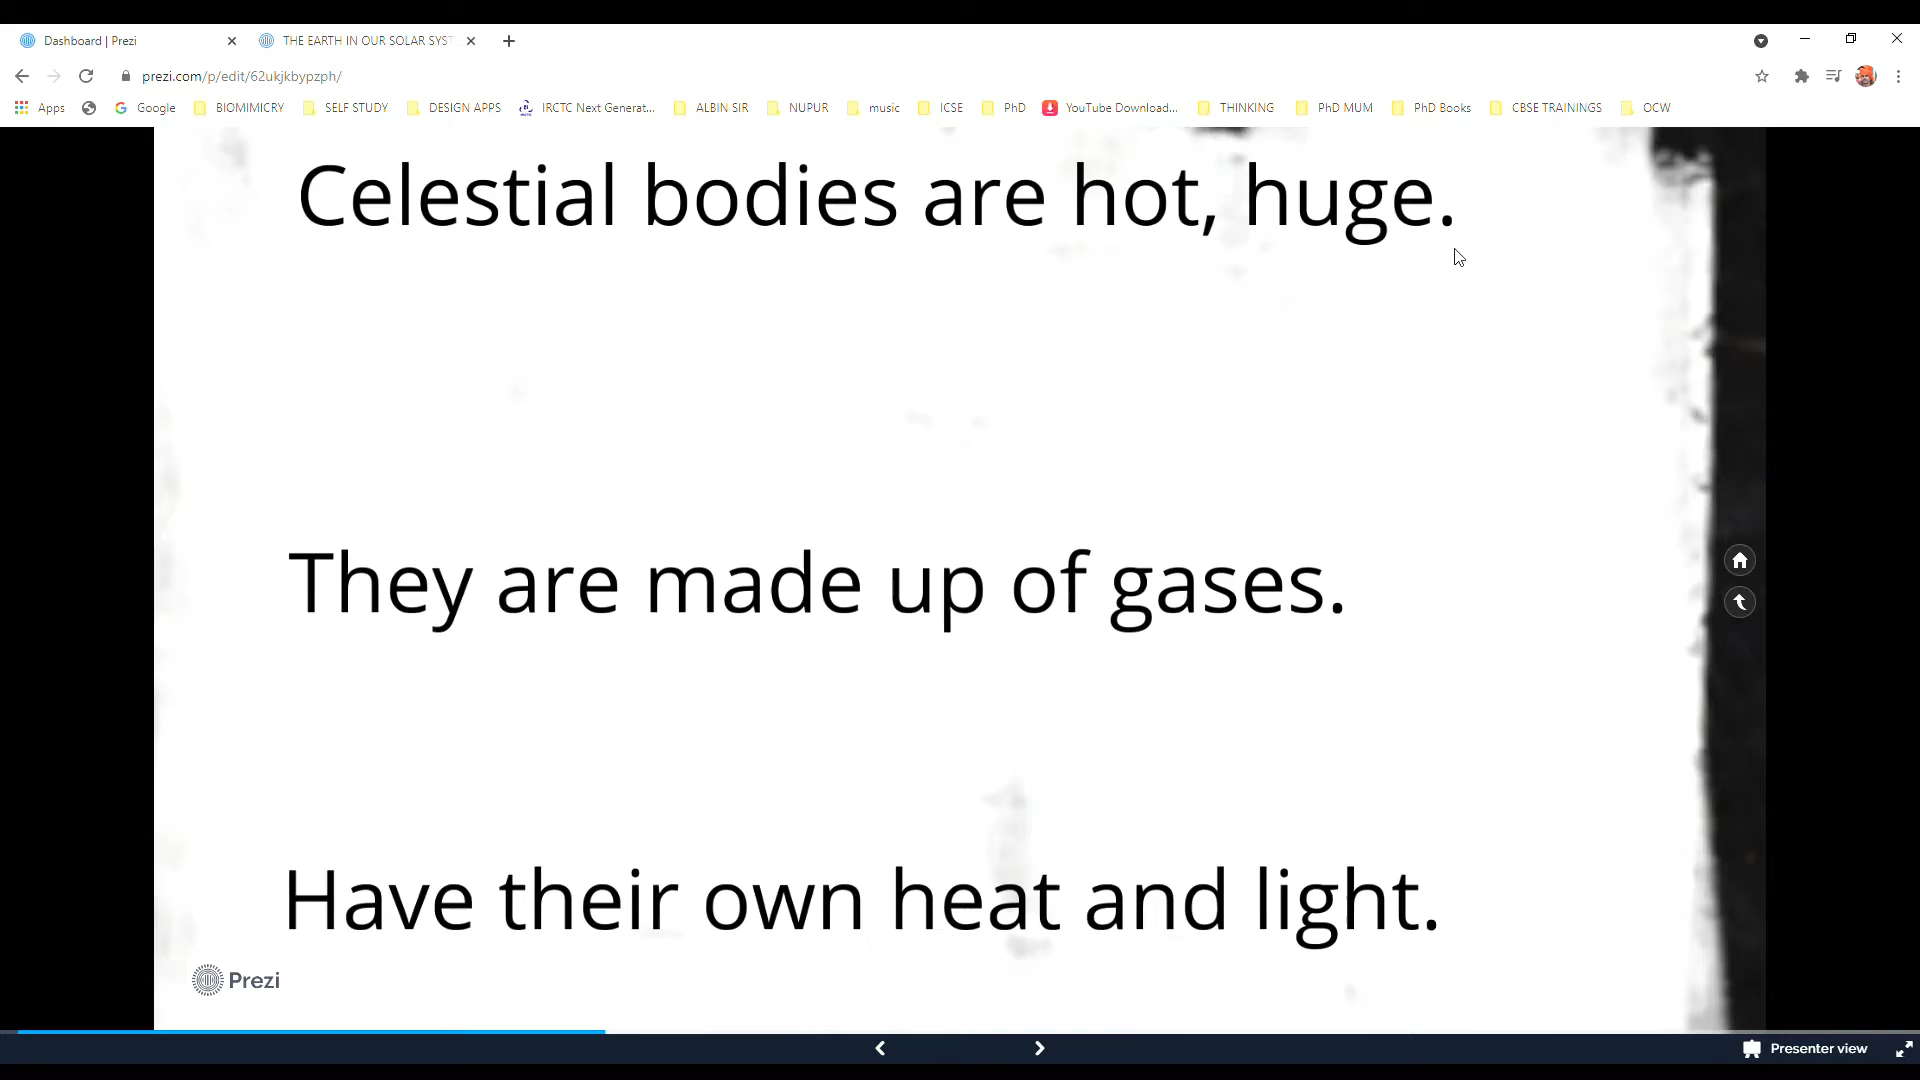 Dashboard | Prezi
THE EARTH IN OUR SOLAR SYST
prezi.com/p/edit/62ukjkbypzph/
Apps
Google
BIOMIMICRY
SELF STUDY
DESIGN APPS
IRCTC Next Generat...
ALBIN SIR
NUPUR
music
ICSE
PhD
YouTube Download...
THINKING
PhD MUM
PhD Books
CBSE TRAININGS
OCW
Celestial bodies are hot, huge.
They are made up of gases.
Have their own heat and light.
Prezi
Presenter view